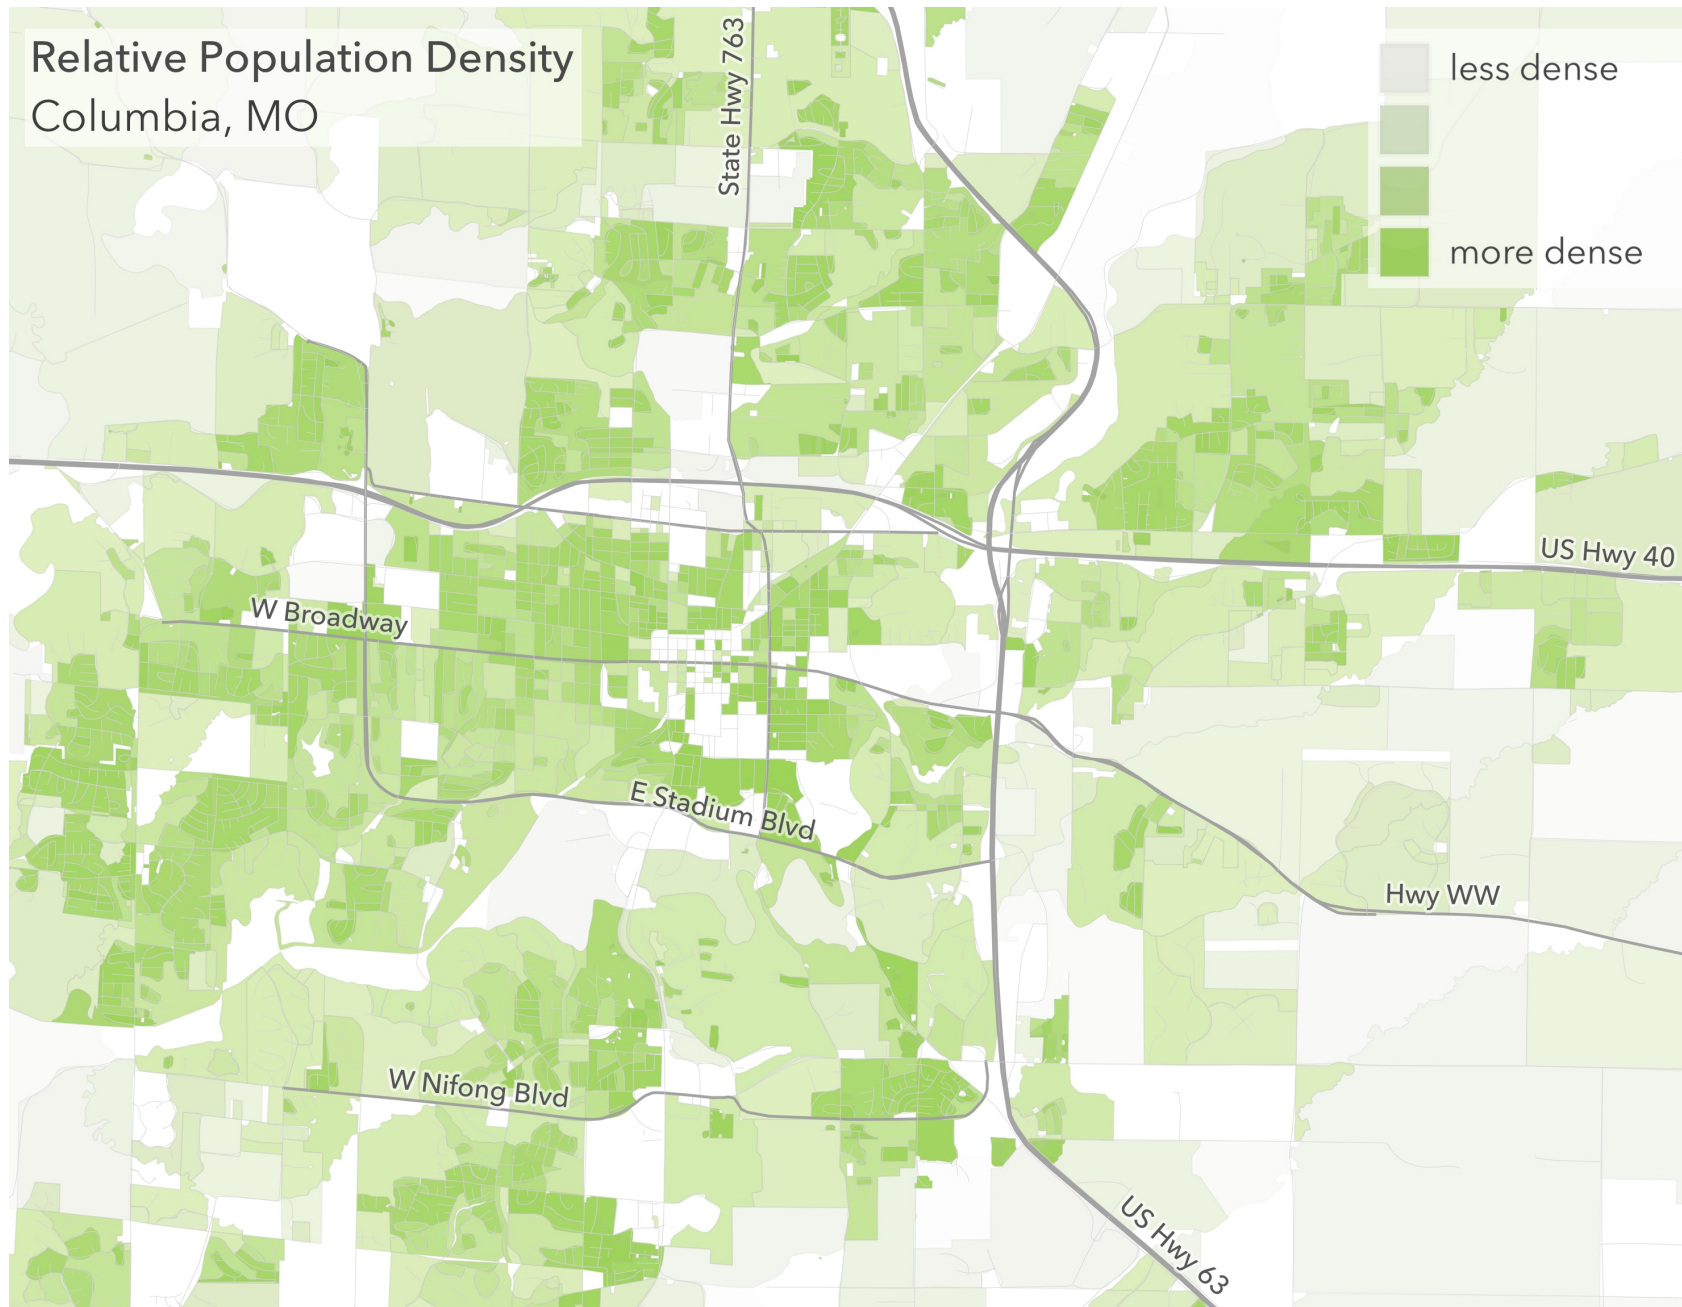 Relative Population Density
Columbia, MO
State Hwy 763
less dense
more dense
US Hwy 40
W Broadway
E Stadium Blvd
Hwy WW
W Nifong Blvd
US Hwy 63